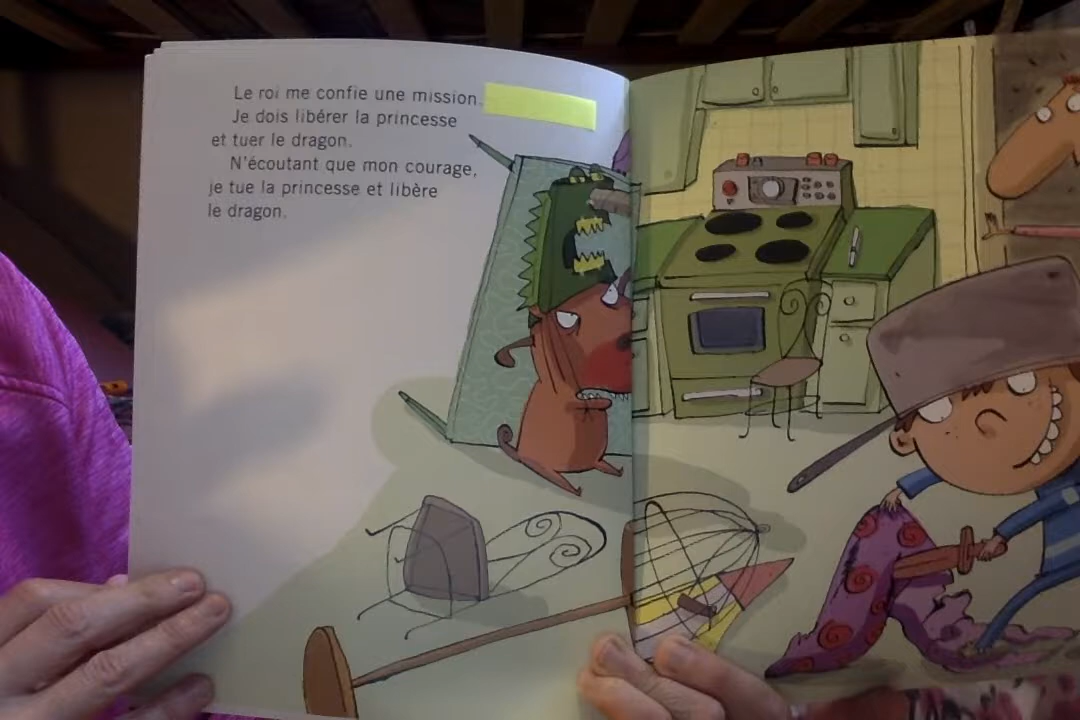 Le roi me confie une mission.
Je dois libérer la princesse
et tuer le dragon.
N'écoutant que mon courage,
je tue la princesse et libère
le dragon.